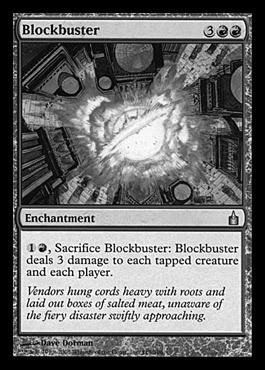 Blockbuster 3
Enchantment
1 , Sacrifice Blockbuster: Blockbuster
deals 3 damage to each tapped creature
and each player.
Vendors hung cords heavy with roots and
laid out boxes of salted meat, unaware of
the fiery disaster swiftly approaching.
Dave Dorman